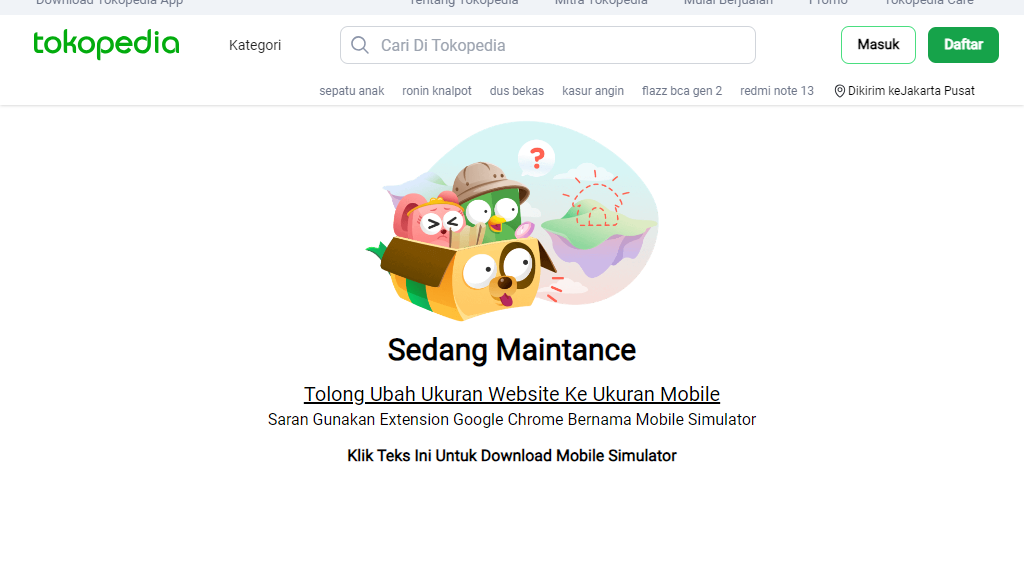 Download Tokopedia App Tentang Tokopedia Mitra Tokopedia Mulai Berjualan Promo Tokopedia Care
tokopedia Kategori Cari Di Tokopedia Masuk Daftar
sepatu anak ronin knalpot dus bekas kasur angin flazz bca gen 2 redmi note 13 Dikirim keJakarta Pusat
?
Sedang Maintance
Tolong Ubah Ukuran Website Ke Ukuran Mobile
Saran Gunakan Extension Google Chrome Bernama Mobile Simulator
Klik Teks Ini Untuk Download Mobile Simulator